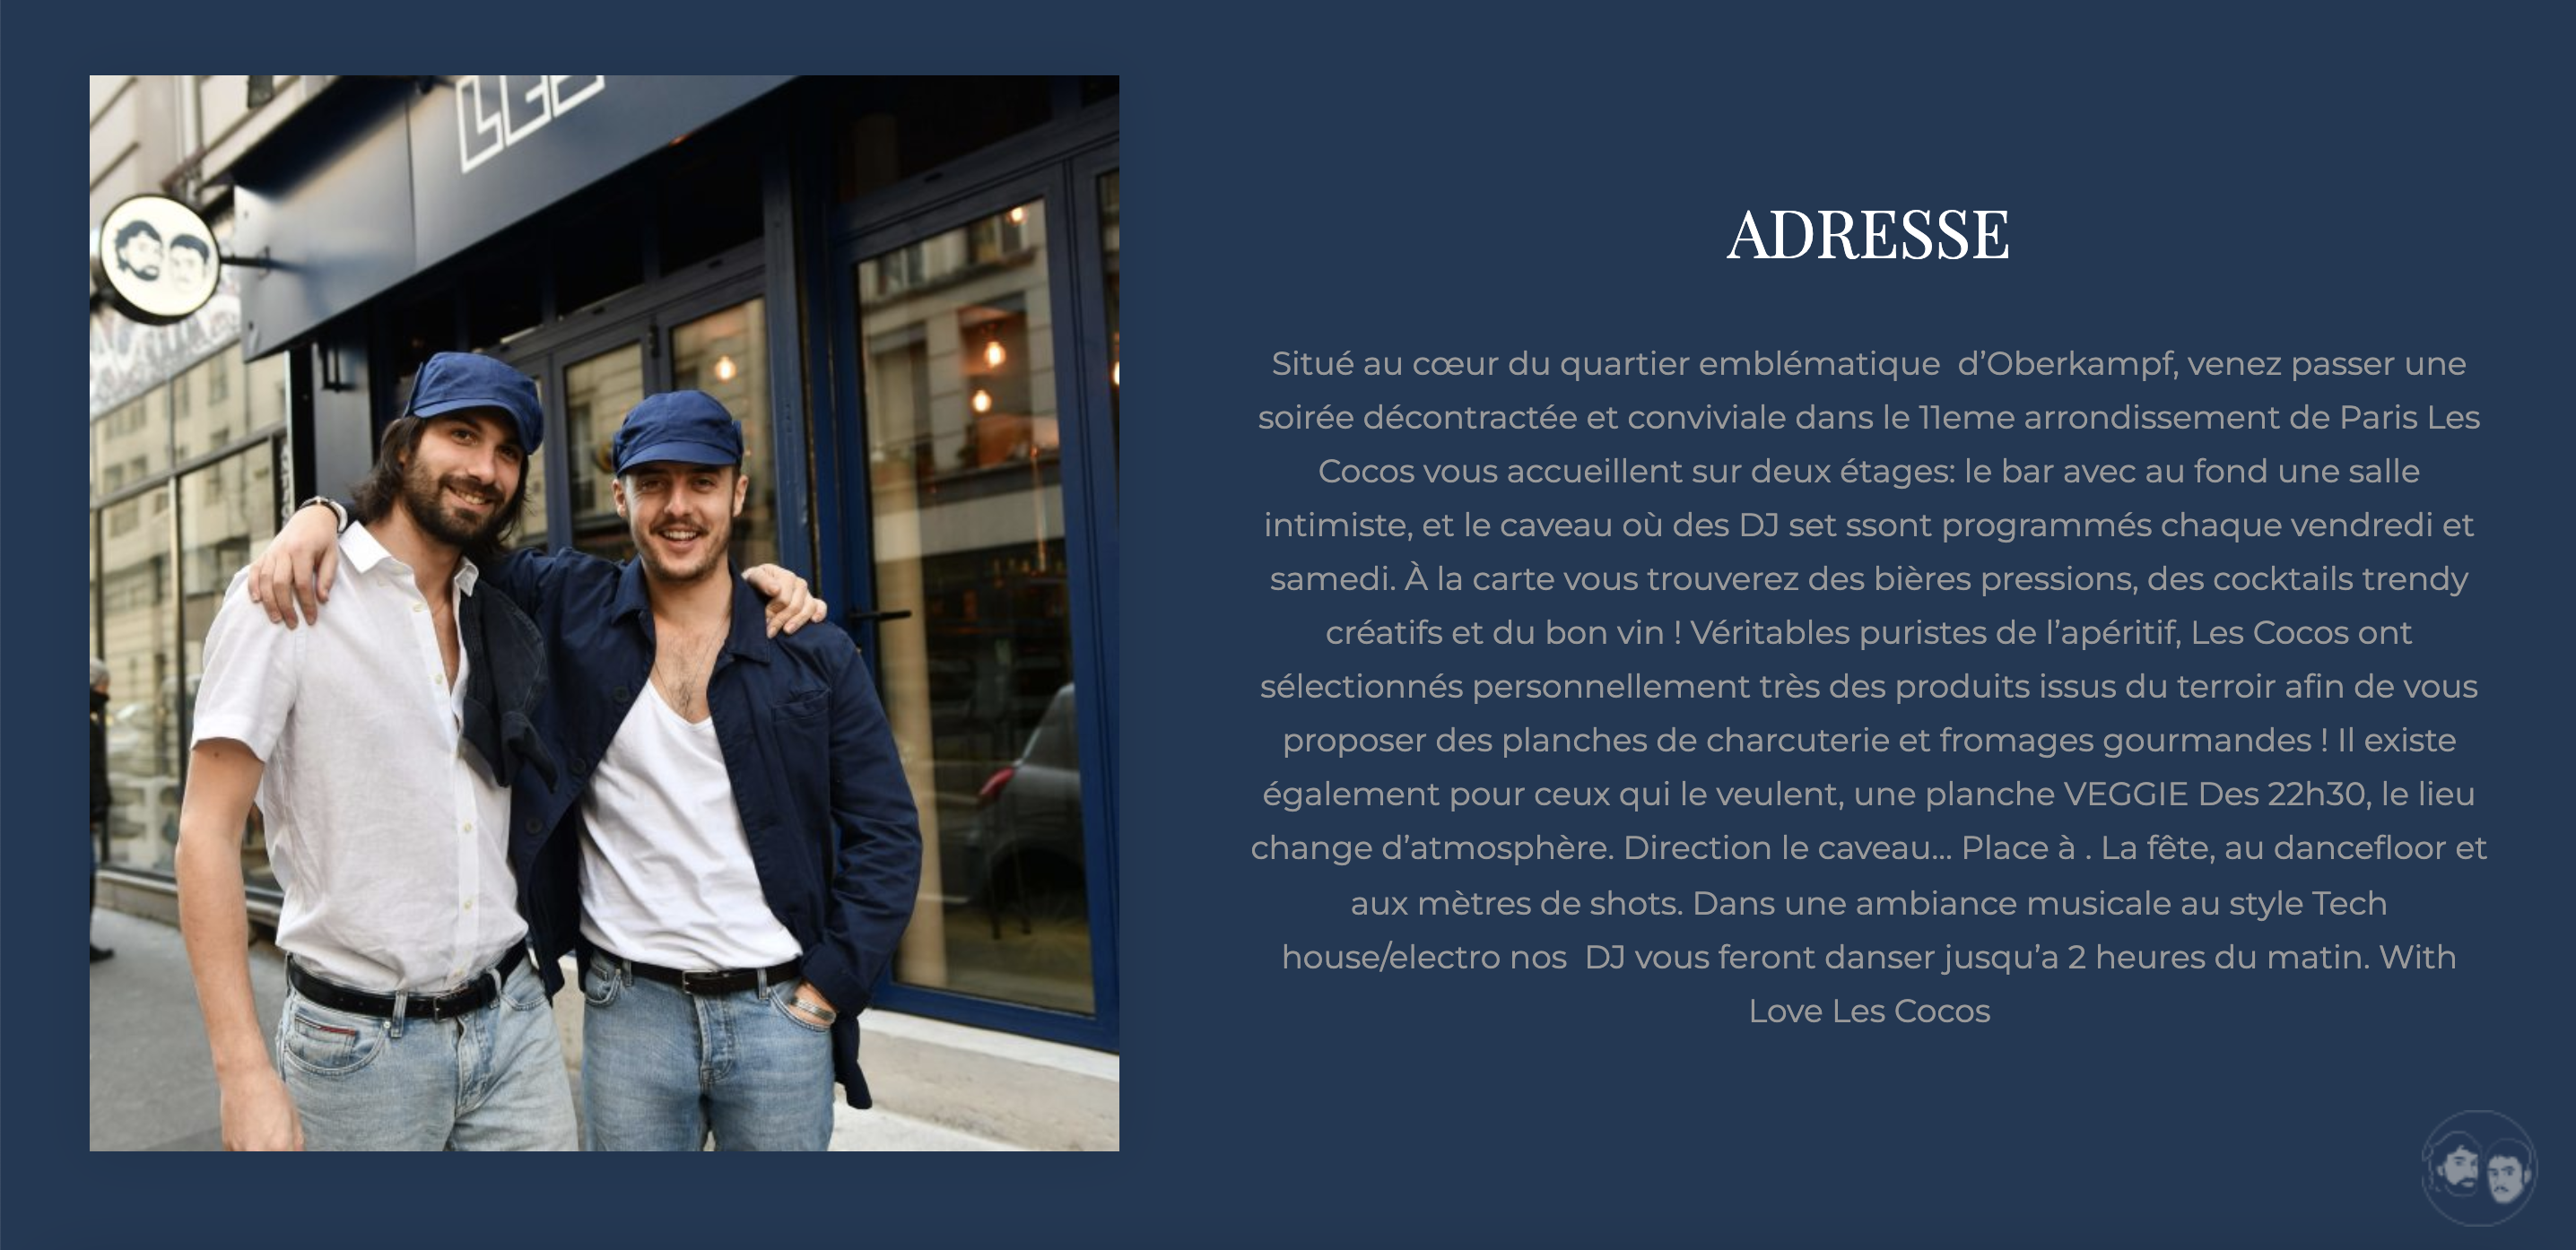 LES
ADRESSE
Situé au cœur du quartier emblématique  d’Oberkampf, venez passer une
soirée décontractée et conviviale dans le 11eme arrondissement de Paris Les
Cocos vous accueillent sur deux étages: le bar avec au fond une salle
intimiste, et le caveau où des DJ set ssont programmés chaque vendredi et
samedi. À la carte vous trouverez des bières pressions, des cocktails trendy
créatifs et du bon vin ! Véritables puristes de l’apéritif, Les Cocos ont
sélectionnés personnellement très des produits issus du terroir afin de vous
proposer des planches de charcuterie et fromages gourmandes ! Il existe
également pour ceux qui le veulent, une planche VEGGIE Des 22h30, le lieu
change d’atmosphère. Direction le caveau… Place à . La fête, au dancefloor et
aux mètres de shots. Dans une ambiance musicale au style Tech
house/electro nos  DJ vous feront danser jusqu’a 2 heures du matin. With
Love Les Cocos